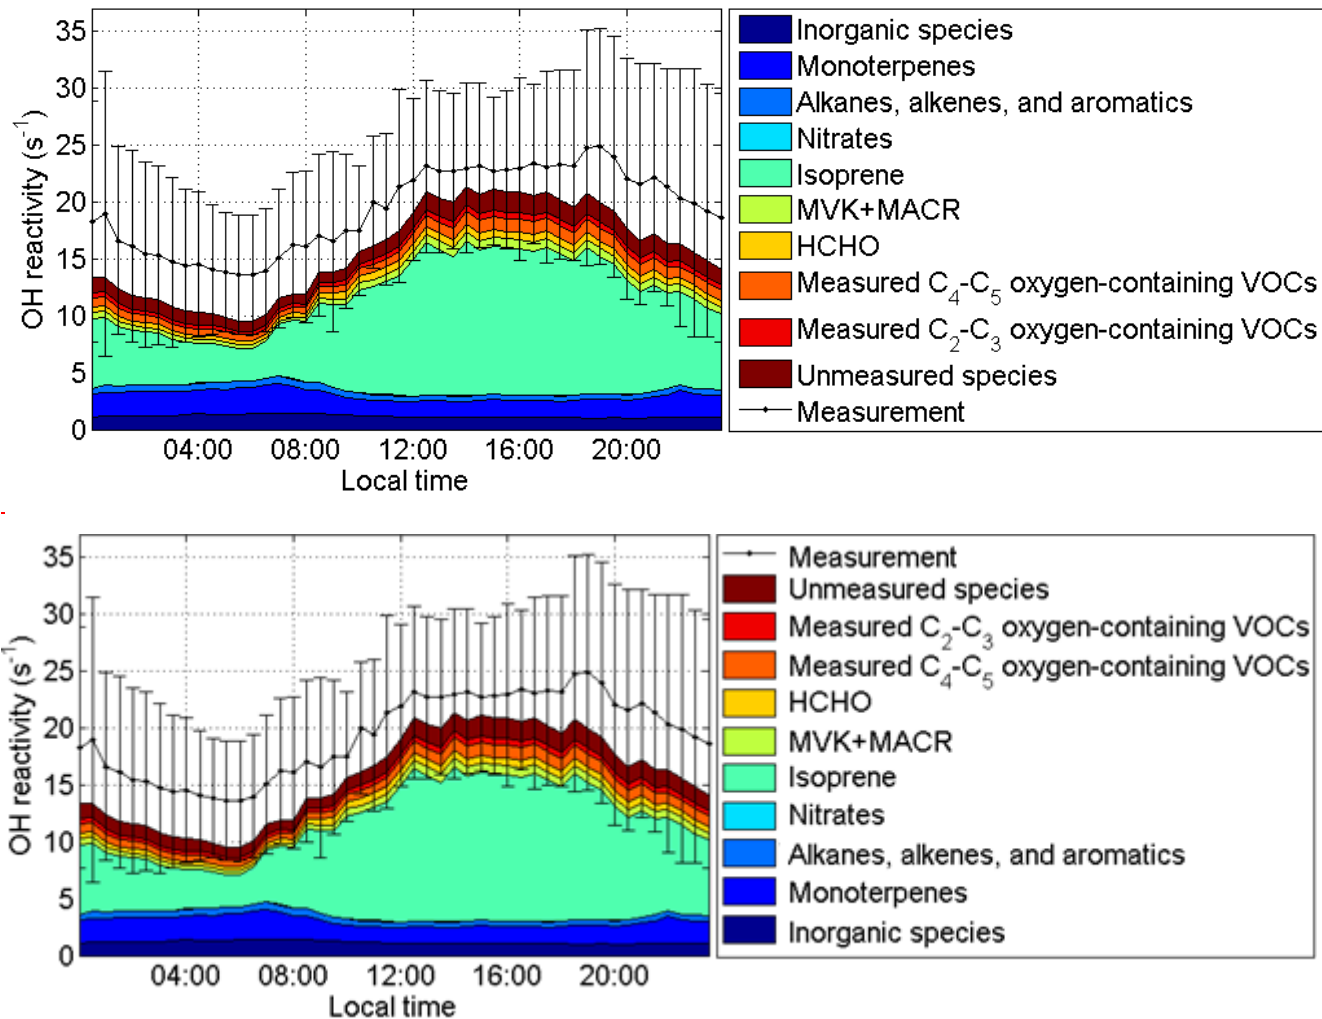 35
30
25
20
15
10
5
0
OH reactivity (s⁻¹)
04:00 08:00 12:00 16:00 20:00
Local time
Inorganic species
Monoterpenes
Alkanes, alkenes, and aromatics
Nitrates
Isoprene
MVK+MACR
HCHO
Measured C₄-C₅ oxygen-containing VOCs
Measured C₂-C₃ oxygen-containing VOCs
Unmeasured species
Measurement
35
30
25
20
15
10
5
0
OH reactivity (s⁻¹)
04:00 08:00 12:00 16:00 20:00
Local time
Measurement
Unmeasured species
Measured C₂-C₃ oxygen-containing VOCs
Measured C₄-C₅ oxygen-containing VOCs
HCHO
MVK+MACR
Isoprene
Nitrates
Alkanes, alkenes, and aromatics
Monoterpenes
Inorganic species